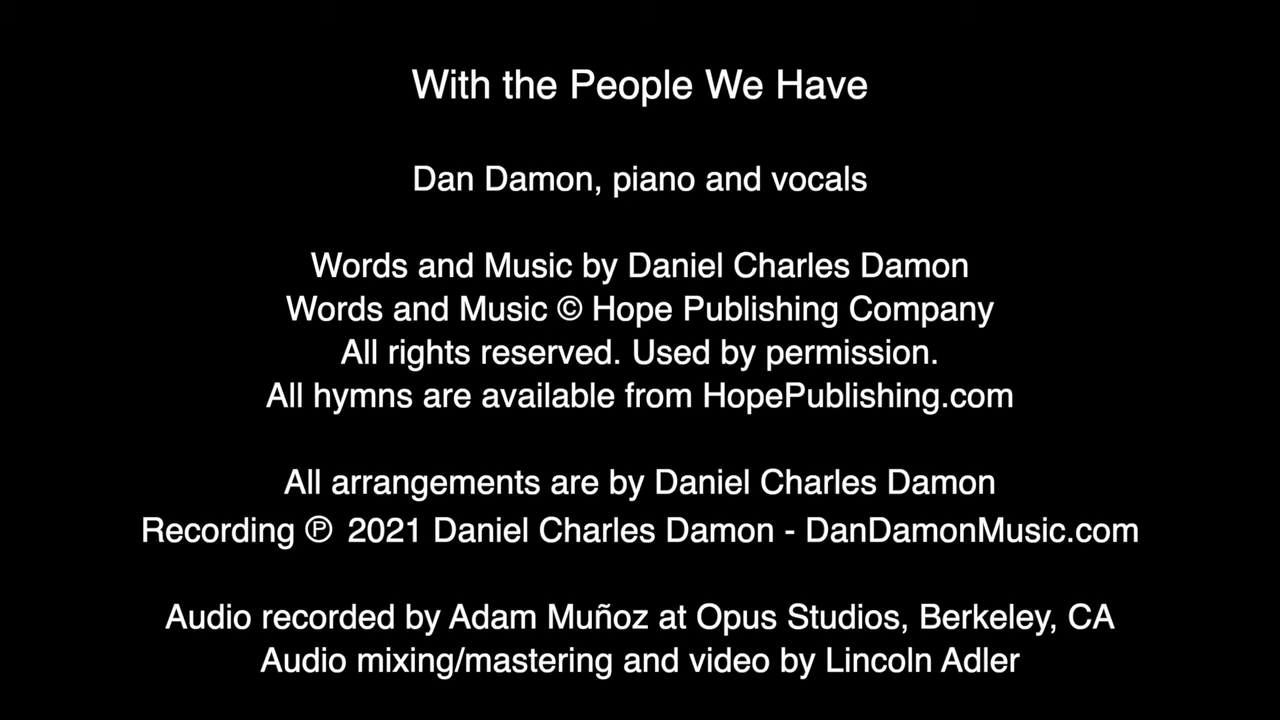 With the People We Have
Dan Damon, piano and vocals
Words and Music by Daniel Charles Damon
Words and Music © Hope Publishing Company
All rights reserved. Used by permission.
All hymns are available from HopePublishing.com
All arrangements are by Daniel Charles Damon
Recording ℗ 2021 Daniel Charles Damon - DanDamonMusic.com
Audio recorded by Adam Muñoz at Opus Studios, Berkeley, CA
Audio mixing/mastering and video by Lincoln Adler